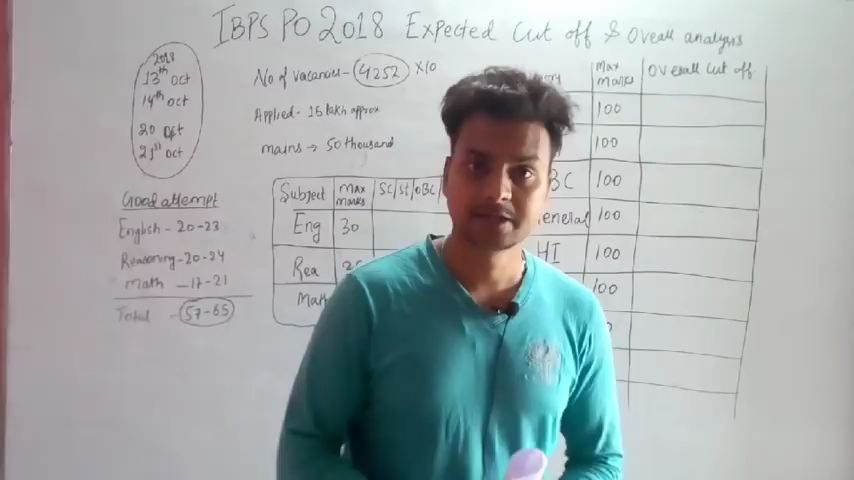 IBPS PO 2018 Expected Cut off & Overall analysis
2018
13th Oct
14th Oct
20 Oct
21st Oct
No of vacancies - 4252 ×10
Applied - 15 lakh approx
mains → 50 thousand
Good attempt
English - 20-23
Reasoning - 20-24
Math - 17-21
Total - 57-65
Subject Max marks SC/ST/OBC
Eng 30
Rea
Math
Max marks Overall Cut off
100
100
BC 100
General 100
HI 100
100